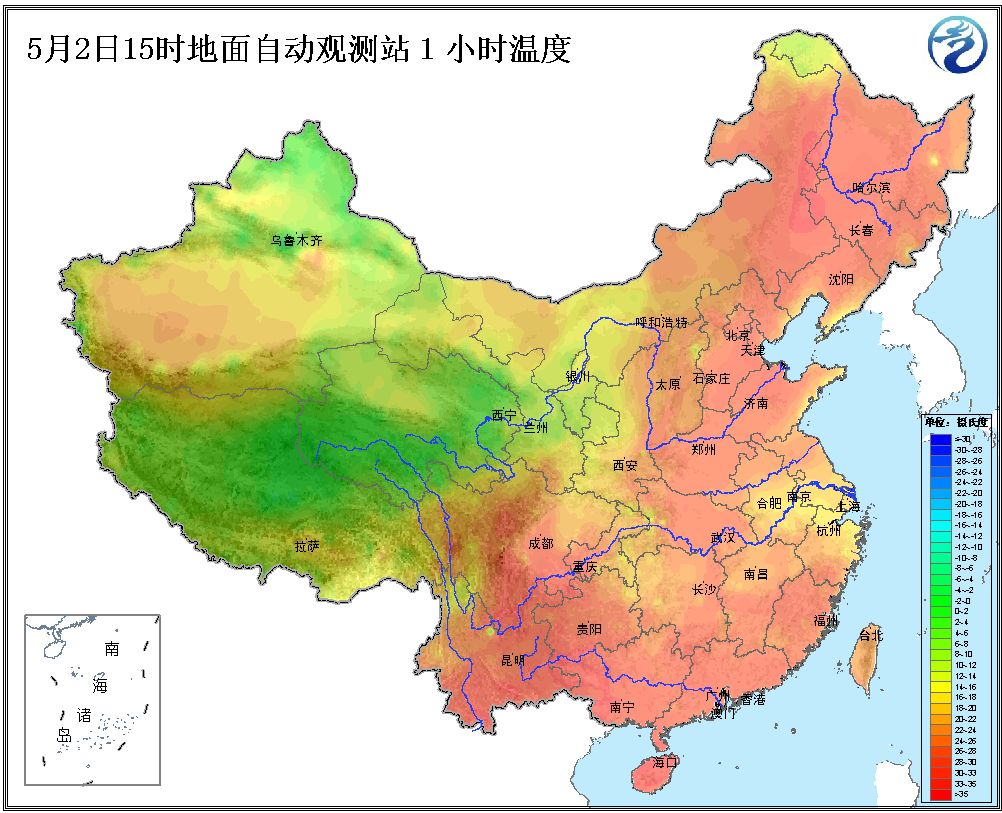 5月2日15时地面自动观测站 1 小时温度
哈尔滨
长春
乌鲁木齐
沈阳
呼和浩特
北京
天津
银川
太原
石家庄
济南
西宁
兰州
郑州
西安
合肥
南京
上海
杭州
拉萨
成都
武汉
重庆
南昌
长沙
福州
贵阳
台北
昆明
南宁
广州
香港
澳门
海口
南
海
诸
岛
单位：摄氏度
≤-30
-30~-28
-28~-26
-26~-24
-24~-22
-22~-20
-20~-18
-18~-16
-16~-14
-14~-12
-12~-10
-10~-8
-8~-6
-6~-4
-4~-2
-2~0
0~2
2~4
4~6
6~8
8~10
10~12
12~14
14~16
16~18
18~20
20~22
22~24
24~26
26~28
28~30
30~33
33~35
>35